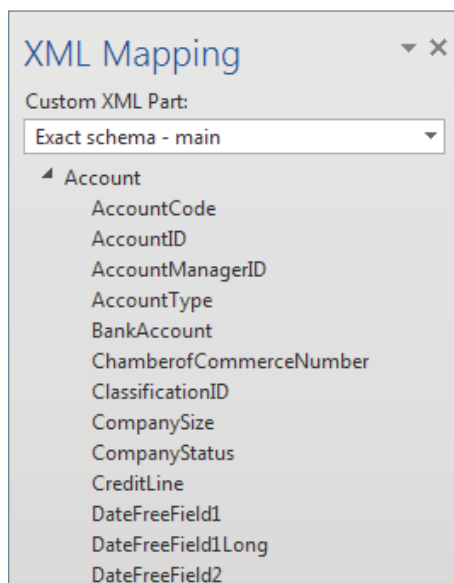 XML Mapping
Custom XML Part:
Exact schema - main
Account
AccountCode
AccountID
AccountManagerID
AccountType
BankAccount
ChamberofCommerceNumber
ClassificationID
CompanySize
CompanyStatus
CreditLine
DateFreeField1
DateFreeField1Long
DateFreeField2